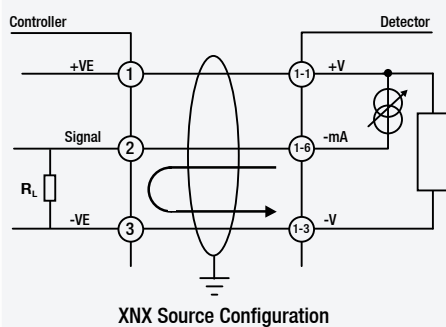 Controller
Detector
+VE
1
1-1
+V
Signal
2
1-6
-mA
RL
-VE
3
1-3
-V
XNX Source Configuration